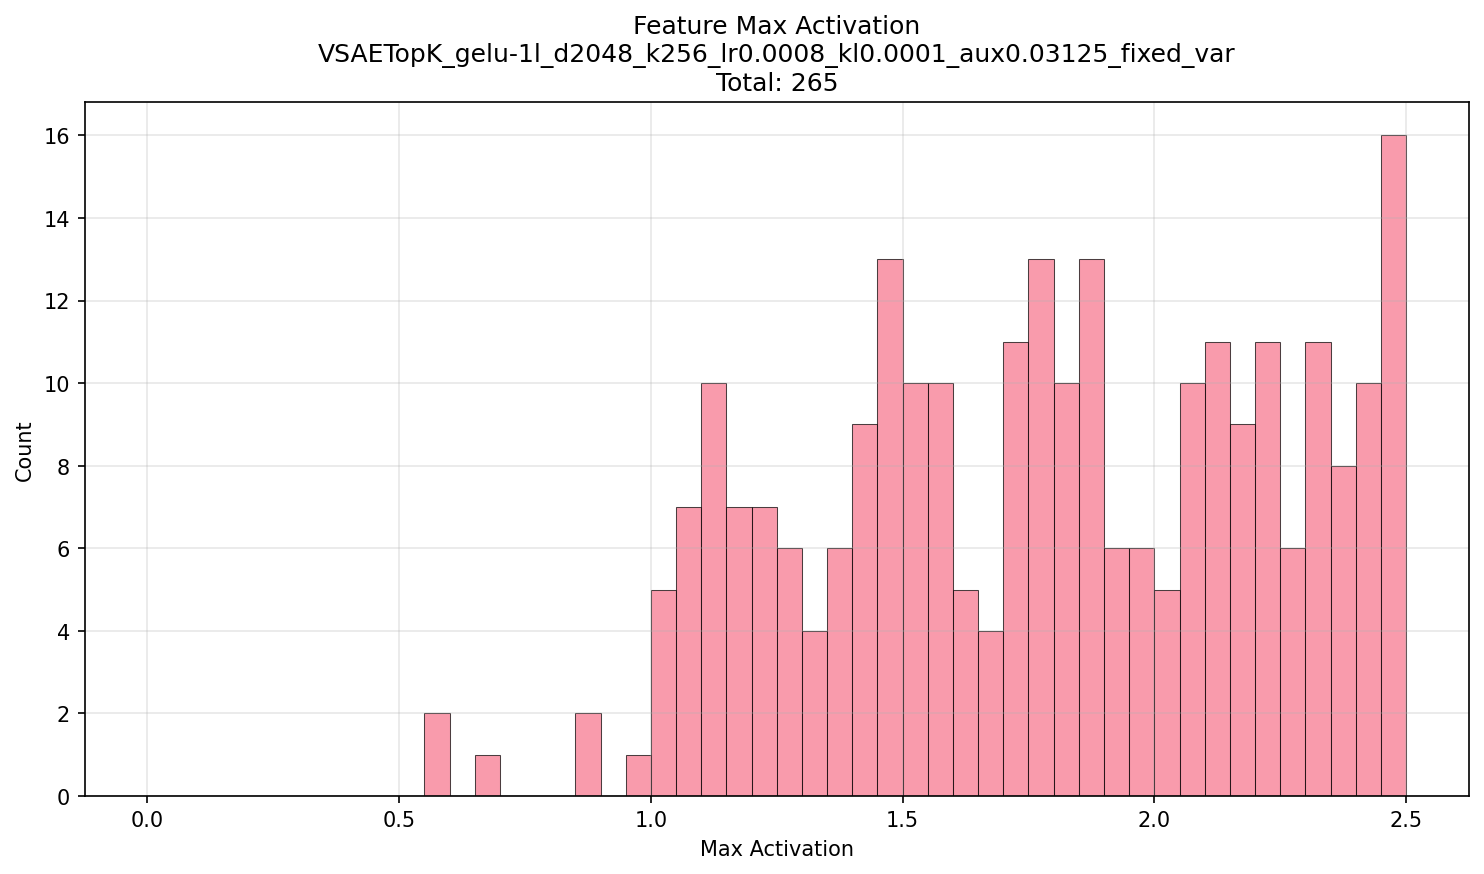 Feature Max Activation
VSAETopK_gelu-1l_d2048_k256_lr0.0008_kl0.0001_aux0.03125_fixed_var
Total: 265
16
14
12
10
8
6
4
2
0
Count
0.0 0.5 1.0 1.5 2.0 2.5
Max Activation